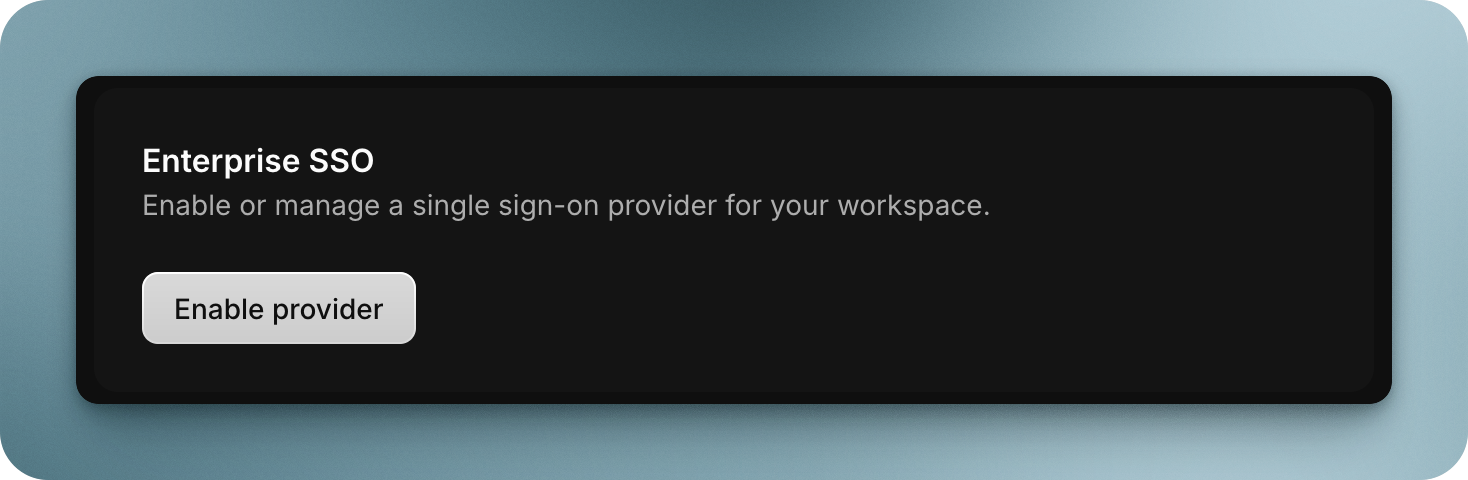 Enterprise SSO
Enable or manage a single sign-on provider for your workspace.
Enable provider